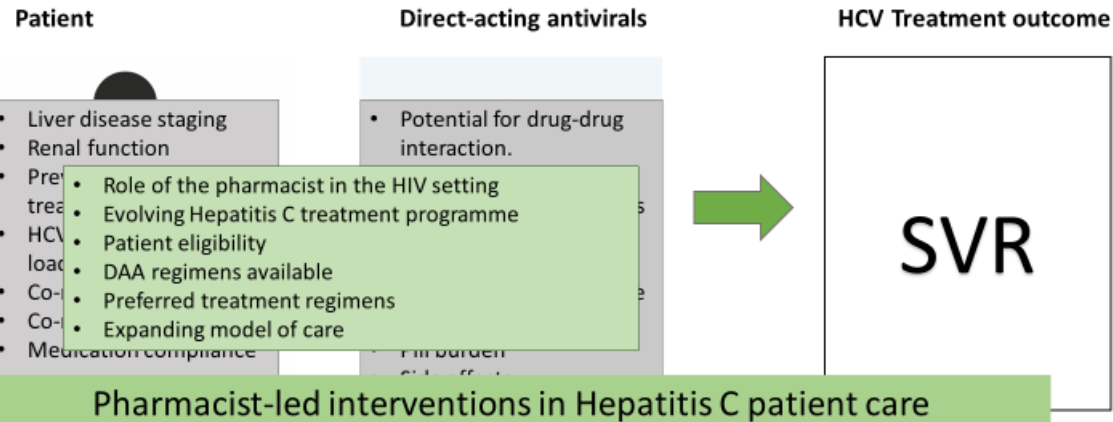 Patient
Direct-acting antivirals
HCV Treatment outcome
• Liver disease staging
• Renal function
• Potential for drug-drug
interaction.
• Role of the pharmacist in the HIV setting
• Evolving Hepatitis C treatment programme
• Patient eligibility
• DAA regimens available
• Preferred treatment regimens
• Expanding model of care
• Medication compliance
• Pill burden
SVR
Pharmacist-led interventions in Hepatitis C patient care